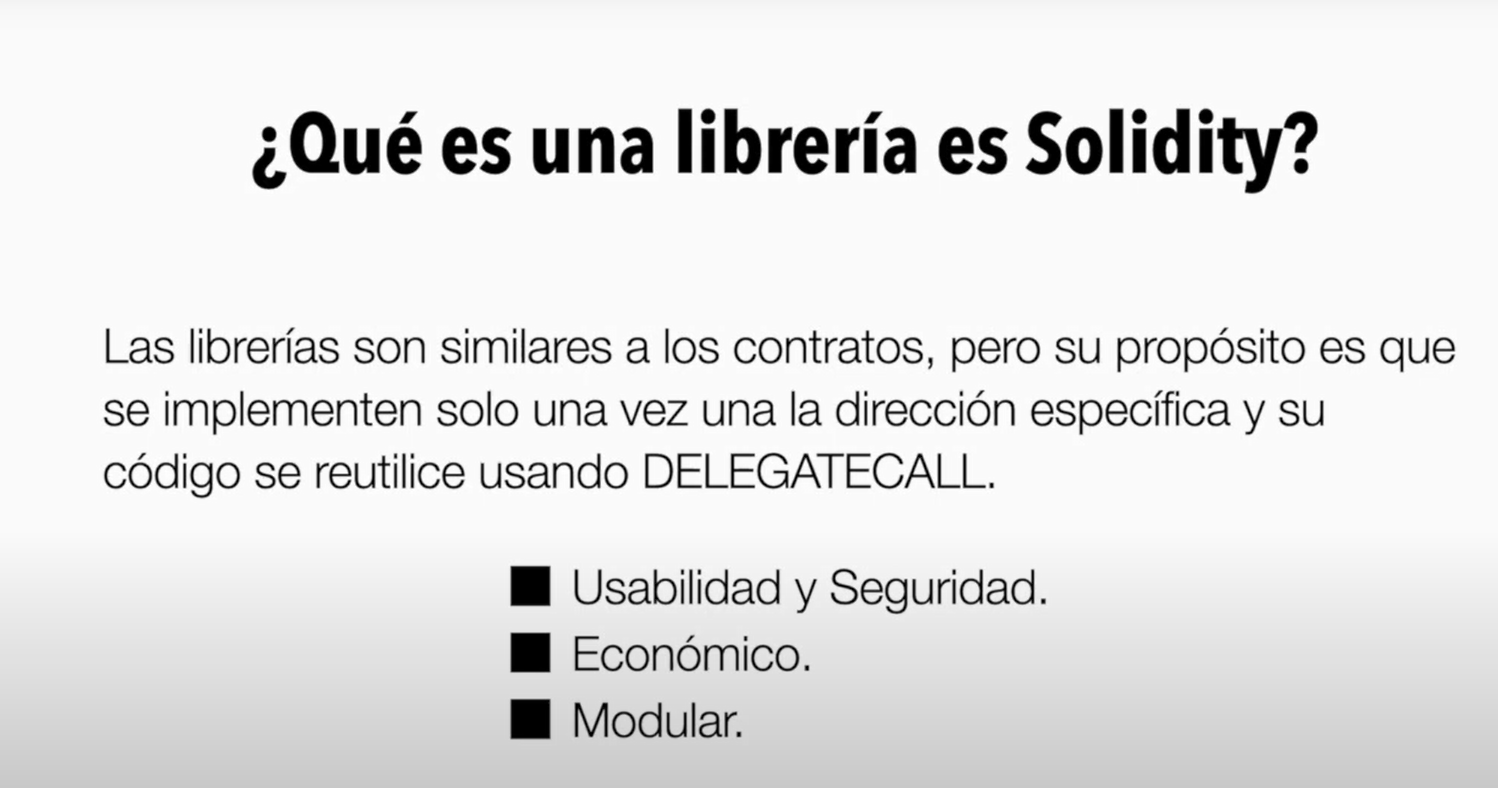 ¿Qué es una librería es Solidity?
Las librerías son similares a los contratos, pero su propósito es que
se implementen solo una vez una la dirección específica y su
código se reutilice usando DELEGATECALL.
Usabilidad y Seguridad.
Económico.
Modular.